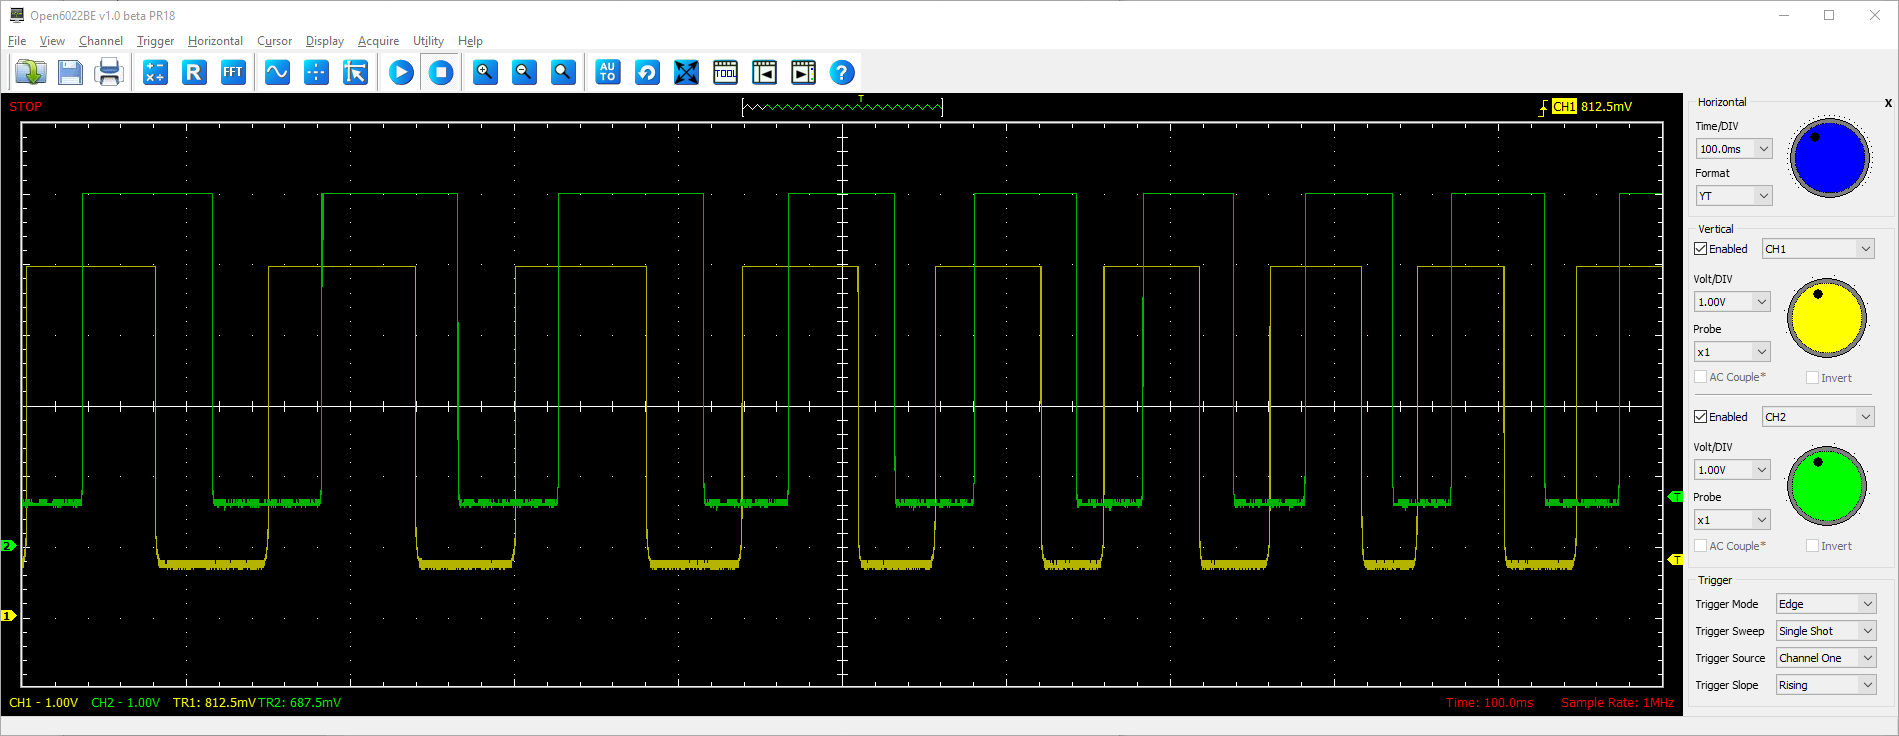 Open6022BE v1.0 beta PR18
File View Channel Trigger Horizontal Cursor Display Acquire Utility Help
R FFT AU TO TOOL ?
STOP
T
CH1 812.5mV
Horizontal X
Time/DIV
100.0ms
Format
YT
Vertical
Enabled CH1
Volt/DIV
1.00V
Probe
x1
AC Couple* Invert
Enabled CH2
Volt/DIV
1.00V
Probe
x1
AC Couple* Invert
T
2
T
1
Trigger
Trigger Mode Edge
Trigger Sweep Single Shot
Trigger Source Channel One
Trigger Slope Rising
CH1 - 1.00V CH2 - 1.00V TR1: 812.5mV TR2: 687.5mV Time: 100.0ms Sample Rate: 1MHz